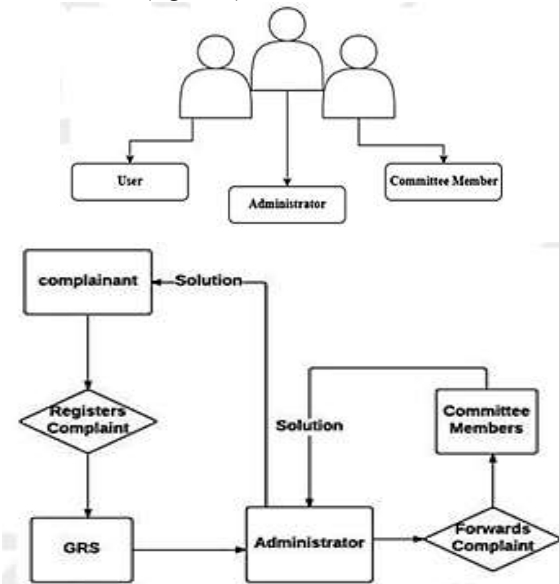 User
Administrator
Committee Member
complainant
Solution
Registers
Complaint
Solution
Committee
Members
GRS
Administrator
Forwards
Complaint